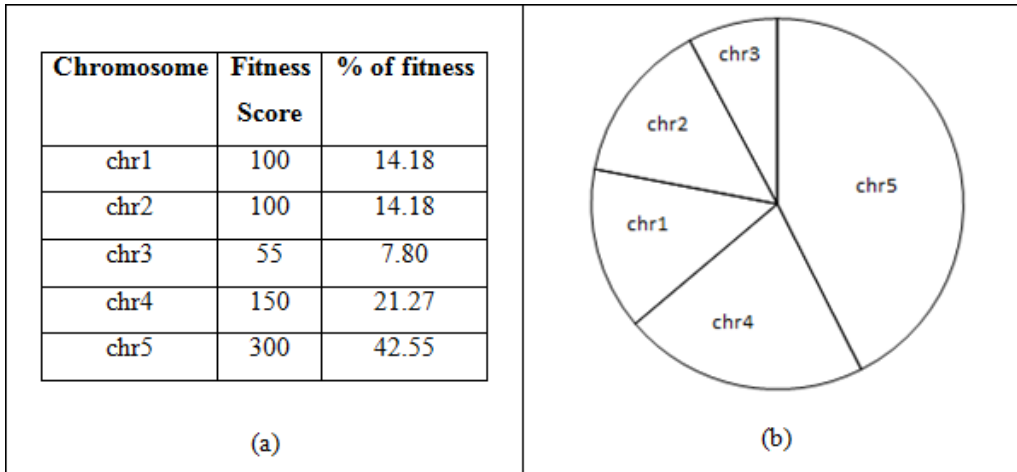 Chromosome Fitness Score % of fitness
chr1 100 14.18
chr2 100 14.18
chr3 55 7.80
chr4 150 21.27
chr5 300 42.55
(a)
chr3
chr2
chr5
chr1
chr4
(b)